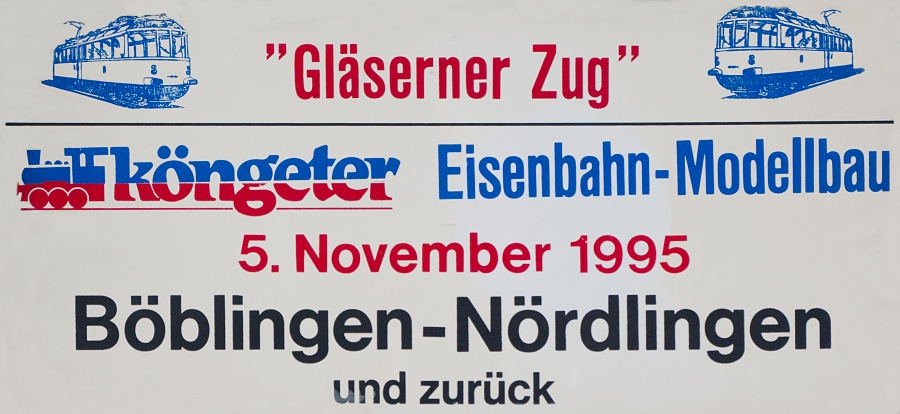 "Gläserner Zug"
köngeter Eisenbahn-Modellbau
5. November 1995
Böblingen-Nördlingen
und zurück